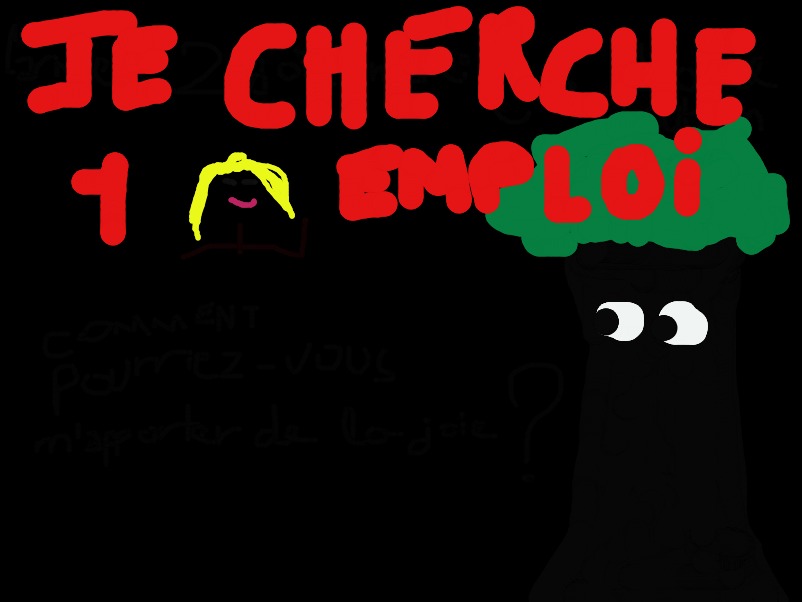 JE CHERCHE
1 EMPLOi
comment
Pourriez-vous
m'apporter de la joie ?